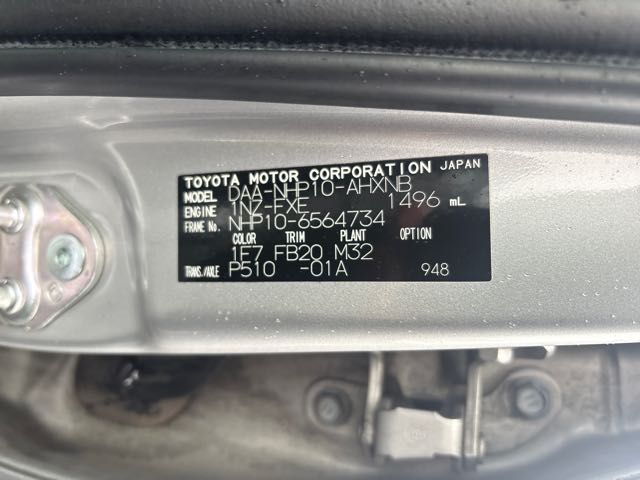 TOYOTA MOTOR CORPORATION JAPAN
MODEL DAA-NHP10-AHXNB
ENGINE 1NZ-FXE 1496 mL
FRAME No. NHP10-6564734
COLOR TRIM PLANT OPTION
1F7 FB20 M32
TRANS./AXLE P510 -01A 948